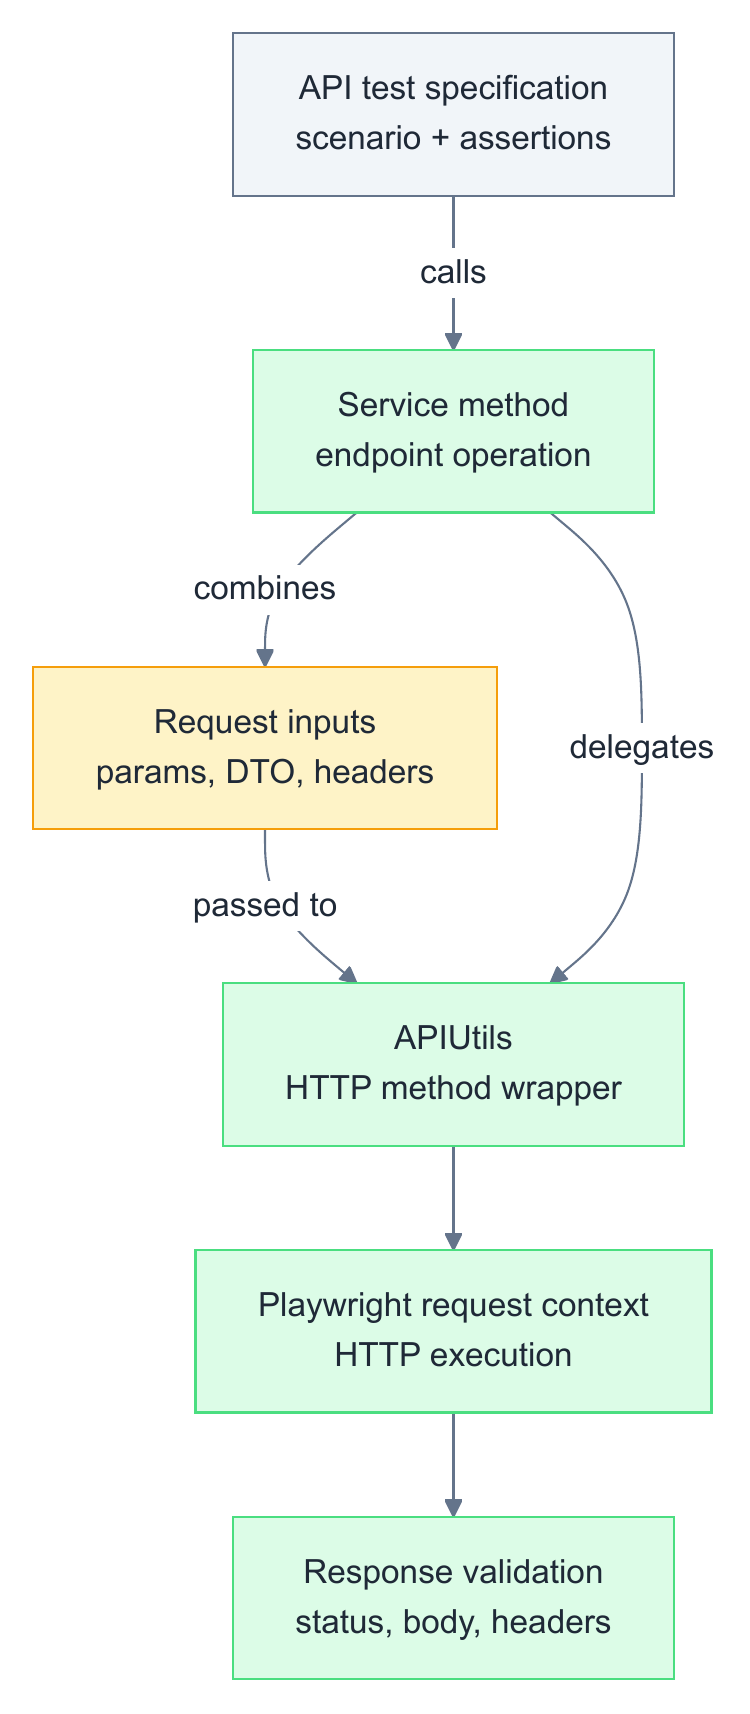 API test specification
scenario + assertions
calls
Service method
endpoint operation
combines
Request inputs
params, DTO, headers
delegates
passed to
APIUtils
HTTP method wrapper
Playwright request context
HTTP execution
Response validation
status, body, headers